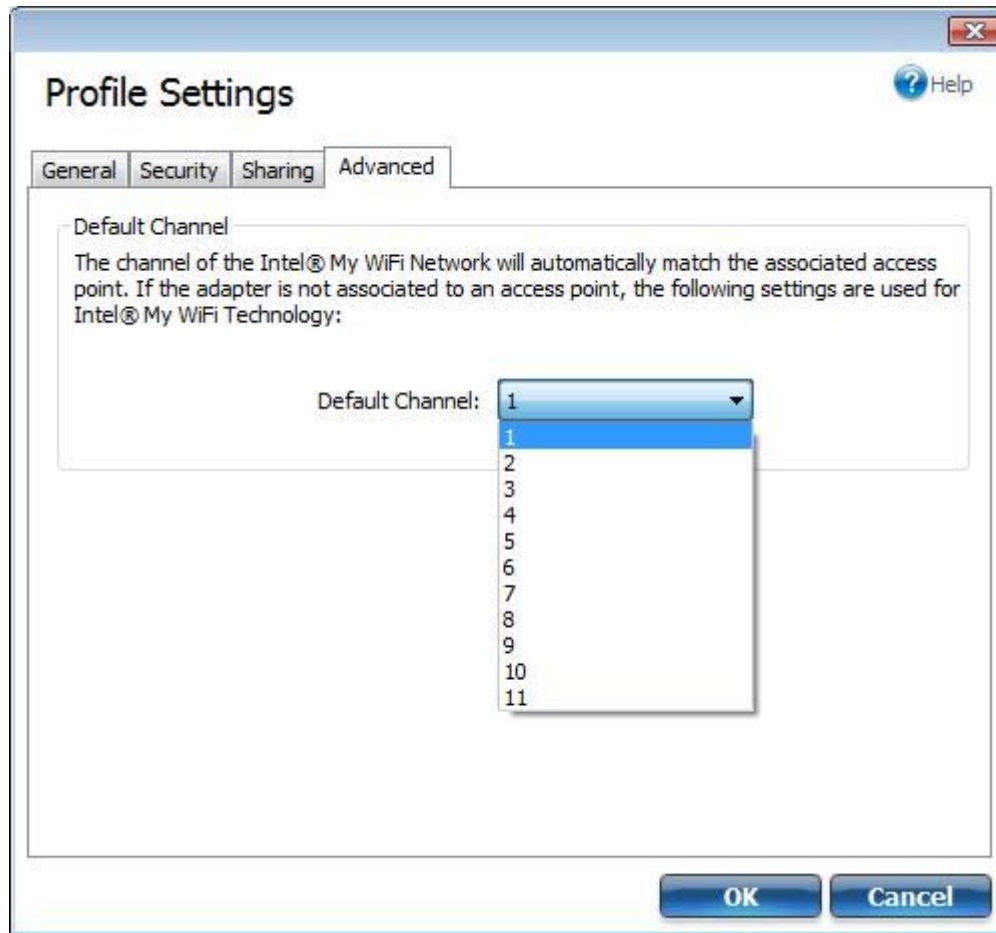 Profile Settings
Help
General
Security
Sharing
Advanced
Default Channel
The channel of the Intel® My WiFi Network will automatically match the associated access
point. If the adapter is not associated to an access point, the following settings are used for
Intel® My WiFi Technology:
Default Channel: 1
1
2
3
4
5
6
7
8
9
10
11
OK
Cancel